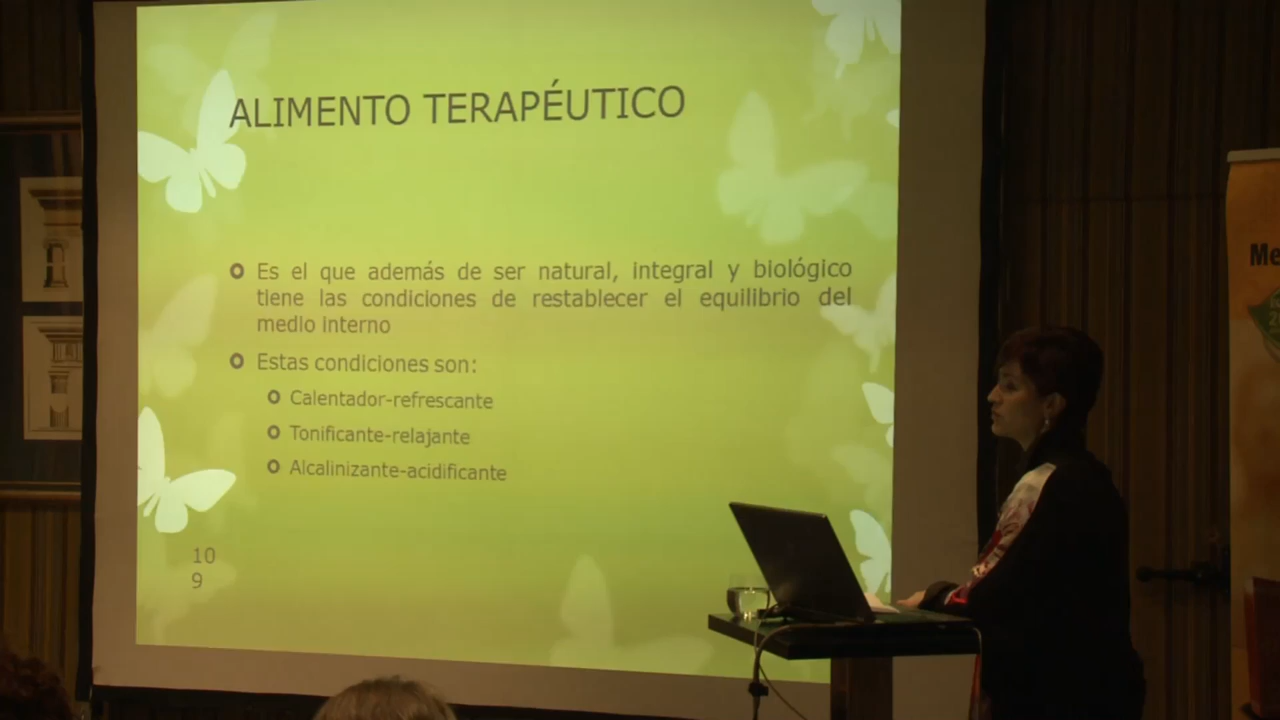 ALIMENTO TERAPÉUTICO
Es el que además de ser natural, integral y biológico
tiene las condiciones de restablecer el equilibrio del
medio interno
Estas condiciones son:
Calentador-refrescante
Tonificante-relajante
Alcalinizante-acidificante
10
9
Me